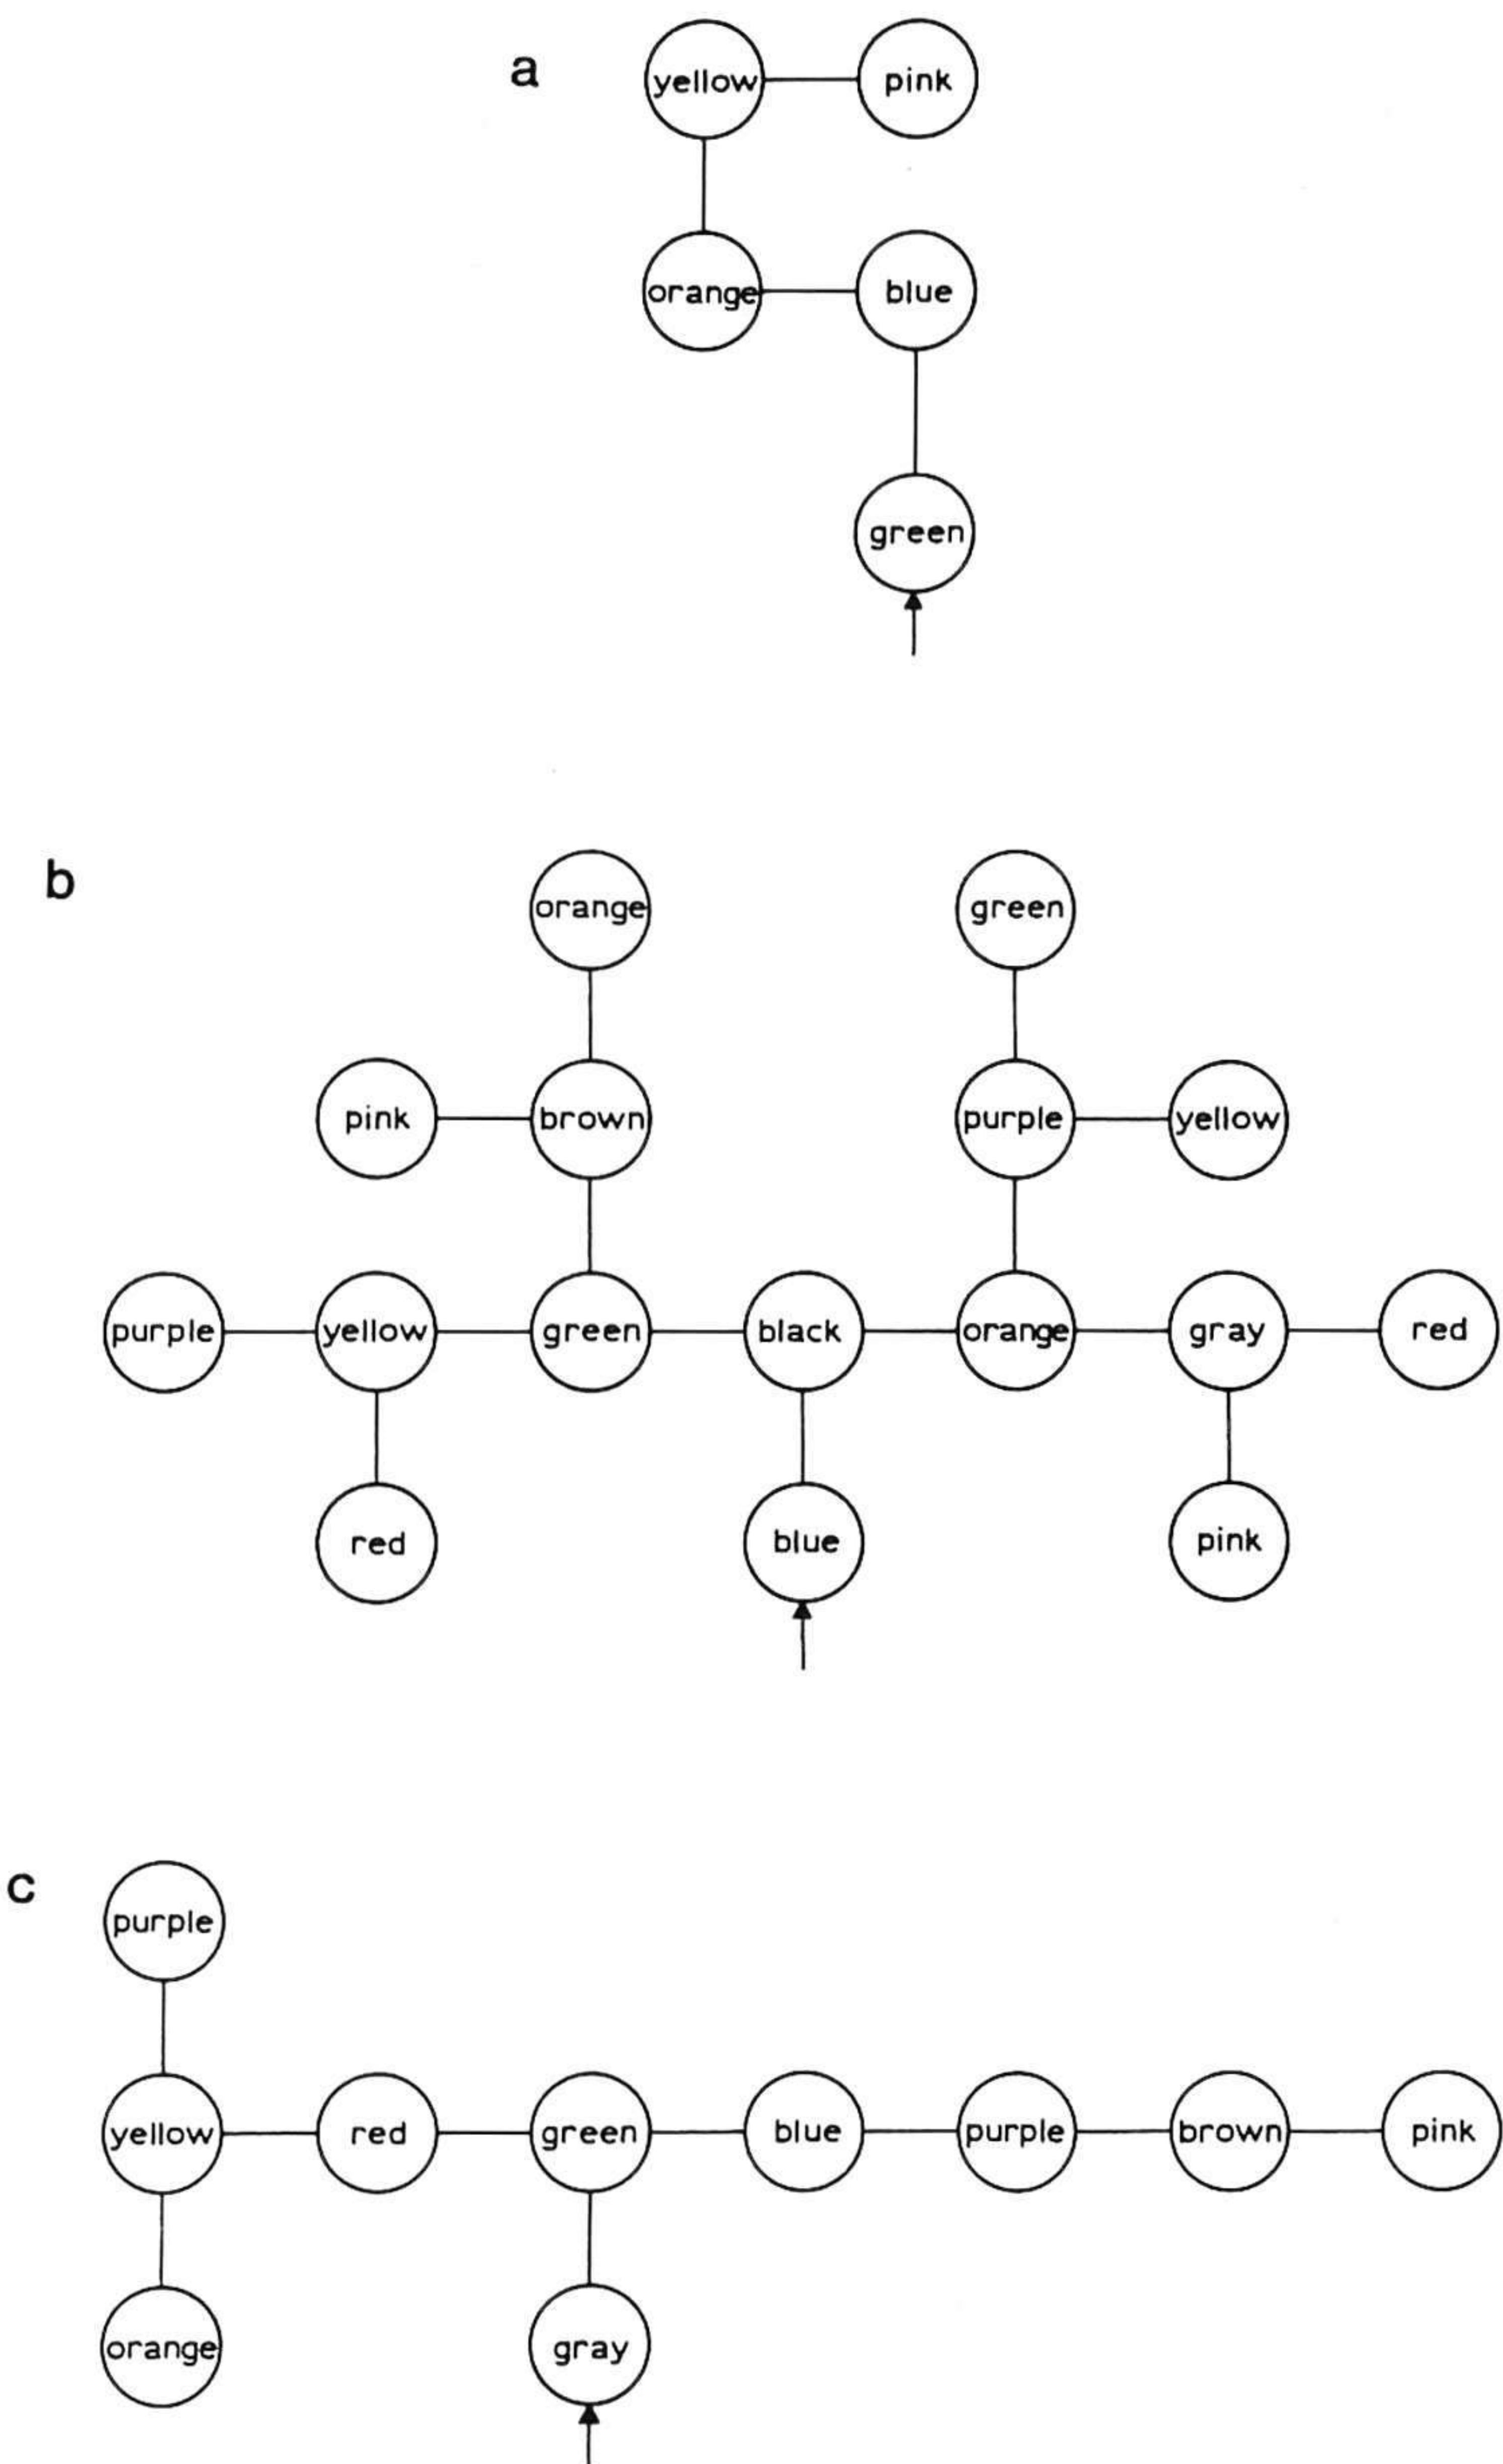 a
yellow pink
orange blue
green
b
orange green
pink brown purple yellow
purple yellow green black orange gray red
red blue pink
c
purple
yellow red green blue purple brown pink
orange gray